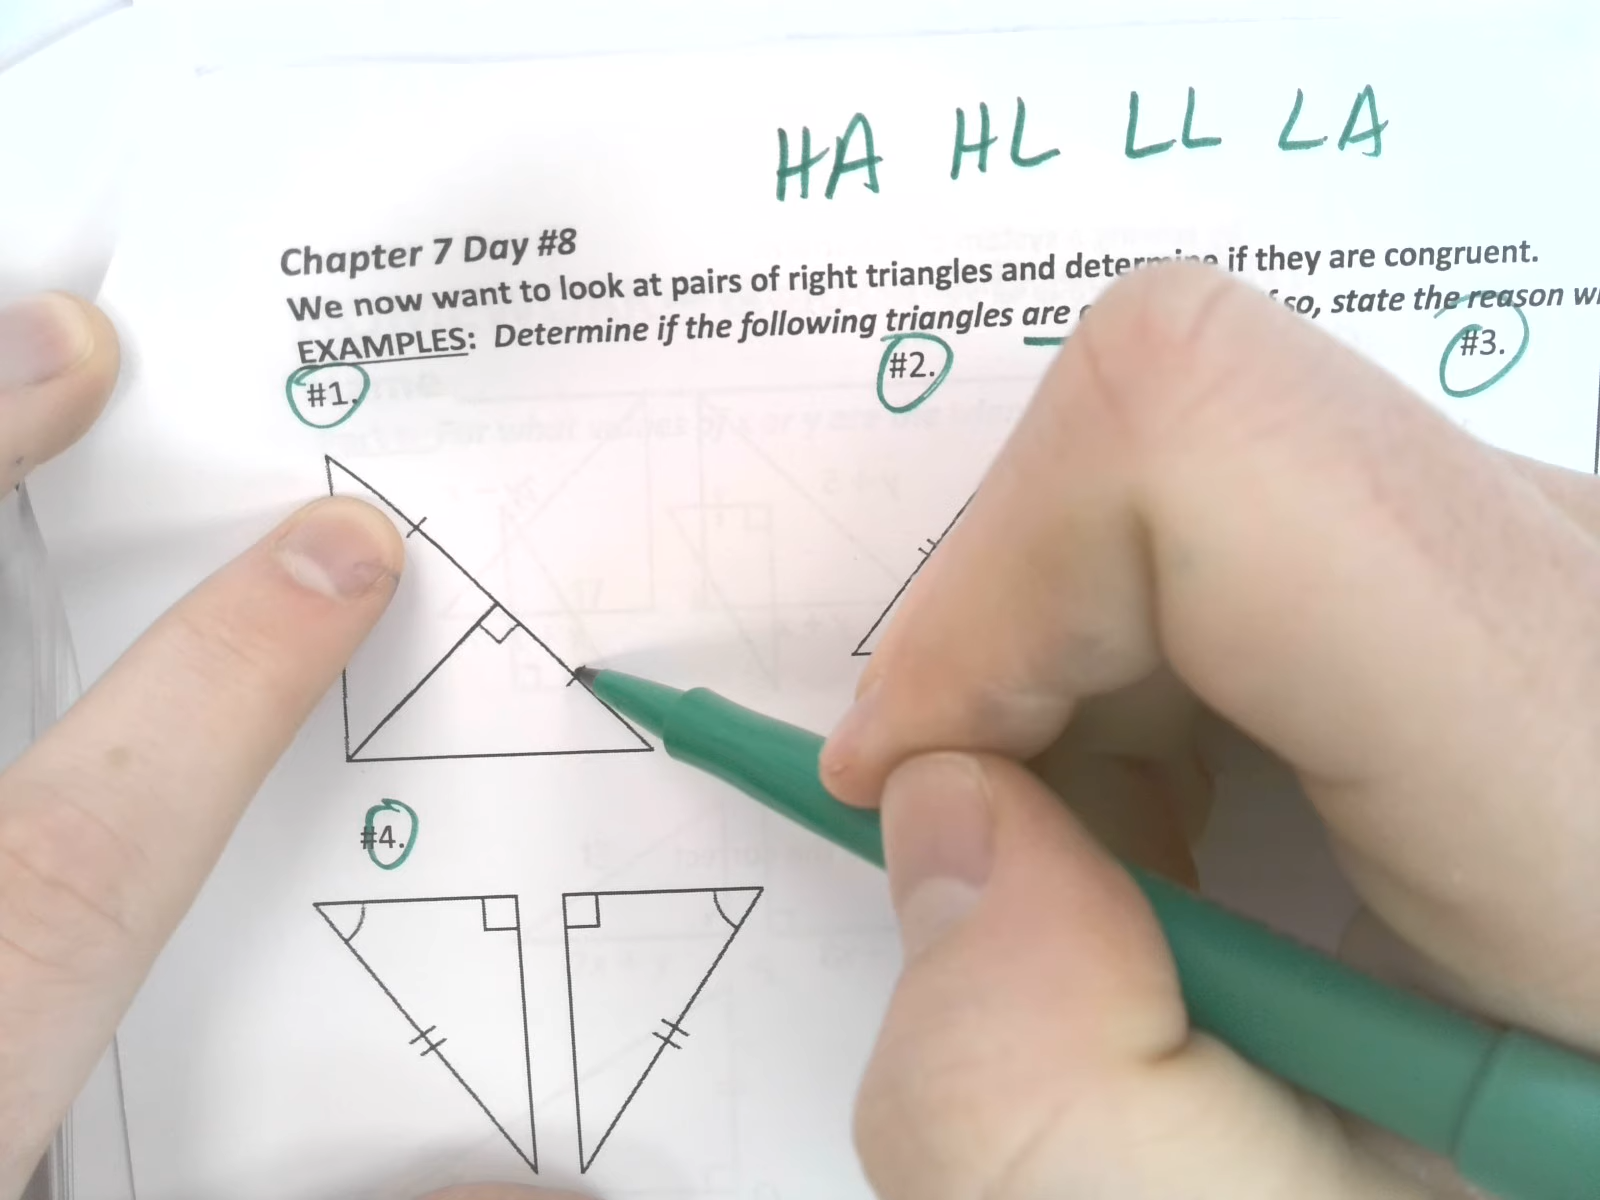 HA HL LL LA
Chapter 7 Day #8
We now want to look at pairs of right triangles and determine if they are congruent.
EXAMPLES: Determine if the following triangles are so, state the reason
#1. #2. #3.
#4.